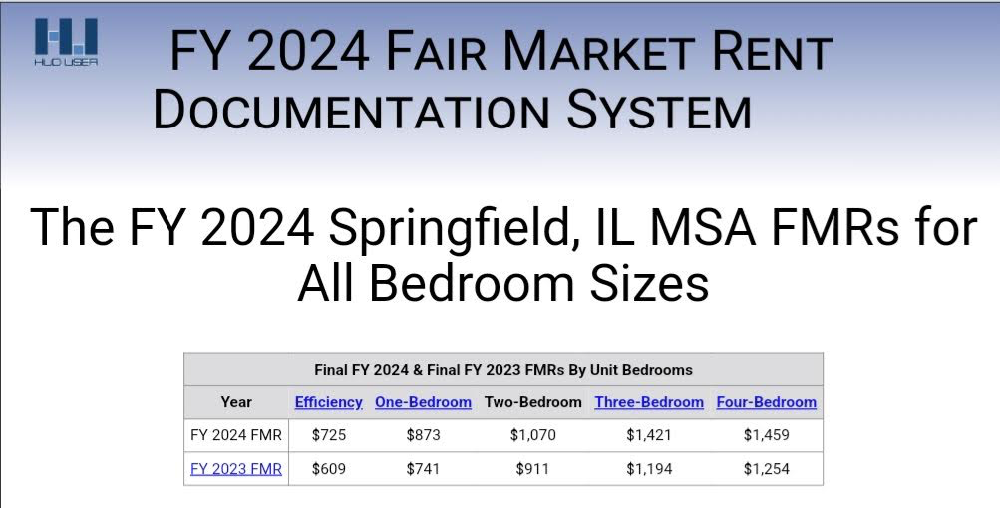 HUD USER
FY 2024 FAIR MARKET RENT
DOCUMENTATION SYSTEM
The FY 2024 Springfield, IL MSA FMRs for
All Bedroom Sizes
Final FY 2024 & Final FY 2023 FMRs By Unit Bedrooms
Year Efficiency One-Bedroom Two-Bedroom Three-Bedroom Four-Bedroom
FY 2024 FMR $725 $873 $1,070 $1,421 $1,459
FY 2023 FMR $609 $741 $911 $1,194 $1,254